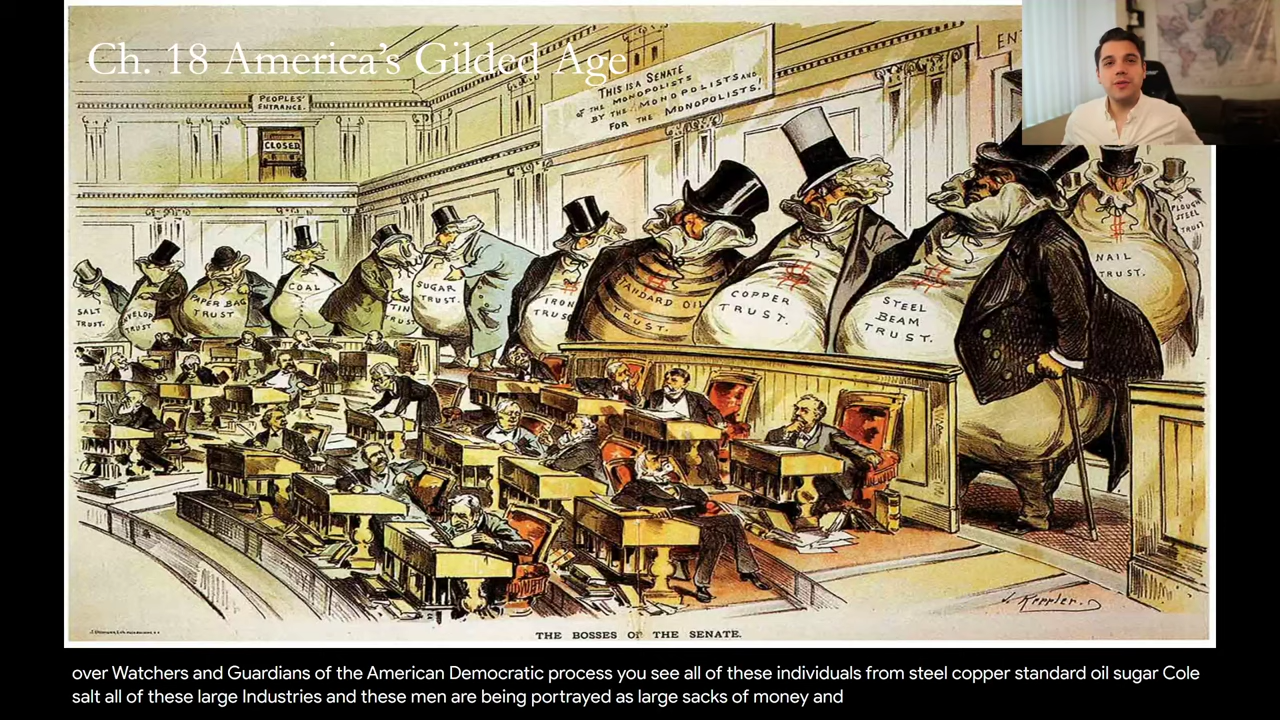 Ch. 18 America's Gilded Age
THIS IS A SENATE
OF THE MONOPOLISTS
BY THE MONOPOLISTS AND
FOR THE MONOPOLISTS!
PEOPLES'
ENTRANCE.
CLOSED
SALT
TRUST.
TRUST
PAPER BAG
TRUST
COAL
TIN
TRUST
SUGAR
TRUST.
IRON
TRUST
STANDARD OIL
TRUST.
COPPER
TRUST.
STEEL
BEAM
TRUST.
NAIL
TRUST.
STEEL
TRUST
J. Keppler.
THE BOSSES OF THE SENATE.
over Watchers and Guardians of the American Democratic process you see all of these individuals from steel copper standard oil sugar Cole
salt all of these large Industries and these men are being portrayed as large sacks of money and